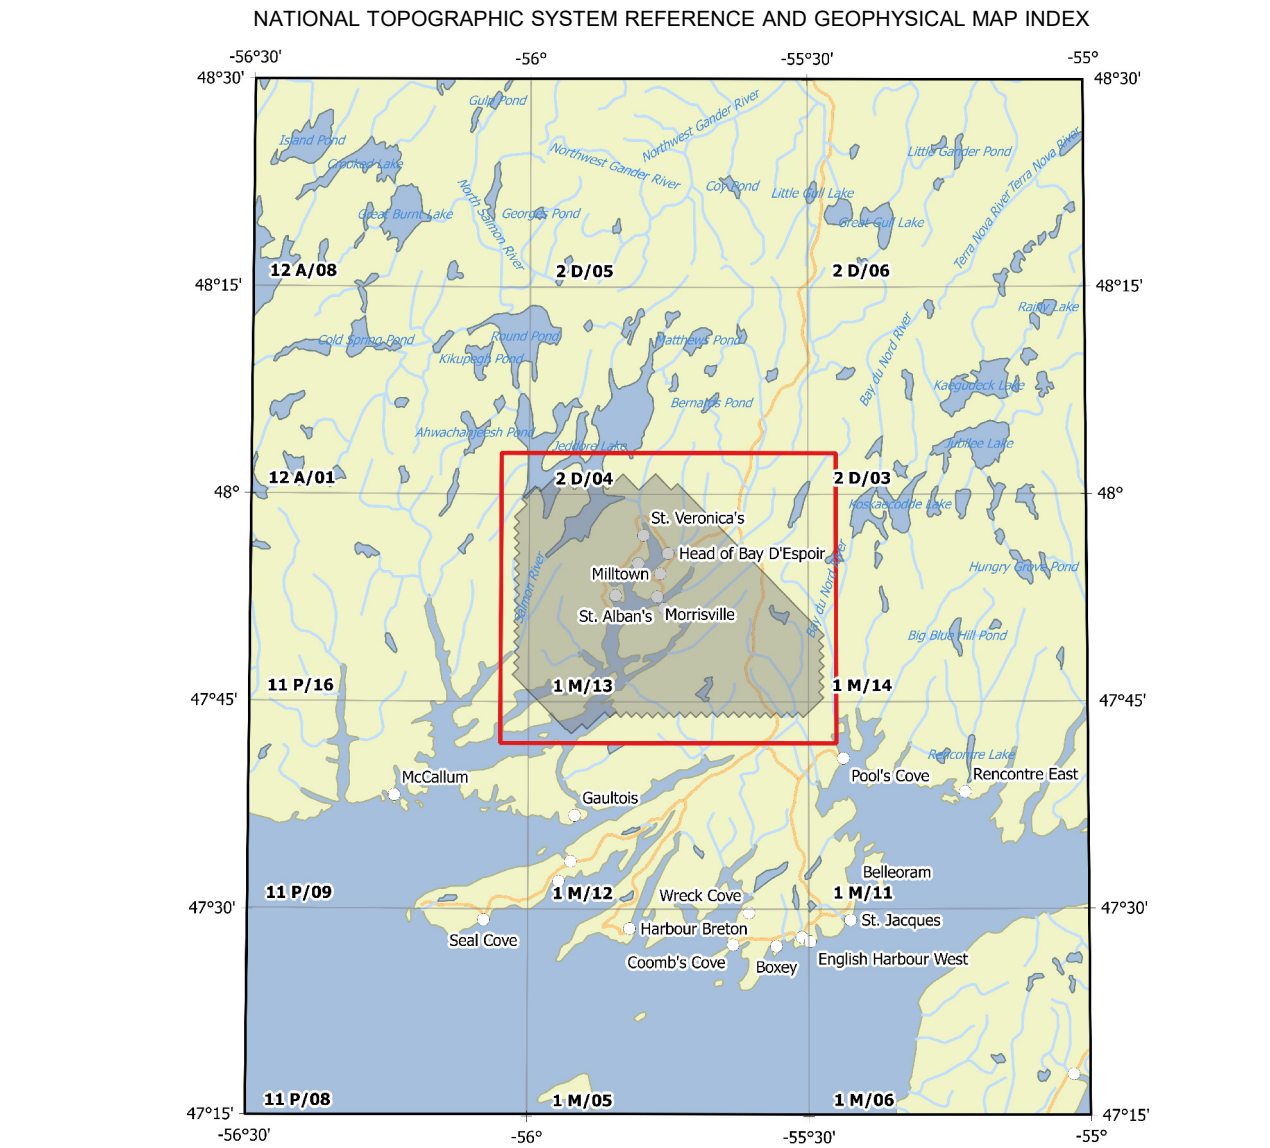 NATIONAL TOPOGRAPHIC SYSTEM REFERENCE AND GEOPHYSICAL MAP INDEX
-56°30' -56° -55°30' -55°
48°30' 48°30'
Gulp Pond
Northwest Gander River
Island Pond
Little Gander Pond
Terra Nova River
Crooked Lake
Northwest Gander River
Coy Pond
Little Gull Lake
North Salmon River
Great Burnt Lake
Georges Pond
Great Gull Lake
Terra Nova River
12 A/08
2 D/05
2 D/06
48°15' 48°15'
Rainy Lake
Cold Spring Pond
Round Pond
Matthews Pond
Bay du Nord River
Kikupegh Pond
Kaegudeck Lake
Bernards Pond
Ahwachanjeesh Pond
Jeddore Lake
Jubilee Lake
12 A/01
2 D/04
2 D/03
48° 48°
Koskaecodde Lake
St. Veronica's
Head of Bay D'Espoir
Salmon River
Milltown
Bay du Nord River
Hungry Grove Pond
St. Alban's
Morrisville
Big Blue Hill Pond
11 P/16
1 M/13
1 M/14
47°45' 47°45'
Rencontre Lake
McCallum
Pool's Cove
Rencontre East
Gaultois
Belleoram
11 P/09
1 M/12
Wreck Cove
1 M/11
47°30' 47°30'
St. Jacques
Seal Cove
Harbour Breton
Coomb's Cove
Boxey
English Harbour West
11 P/08
1 M/05
1 M/06
47°15' 47°15'
-56°30' -56° -55°30' -55°